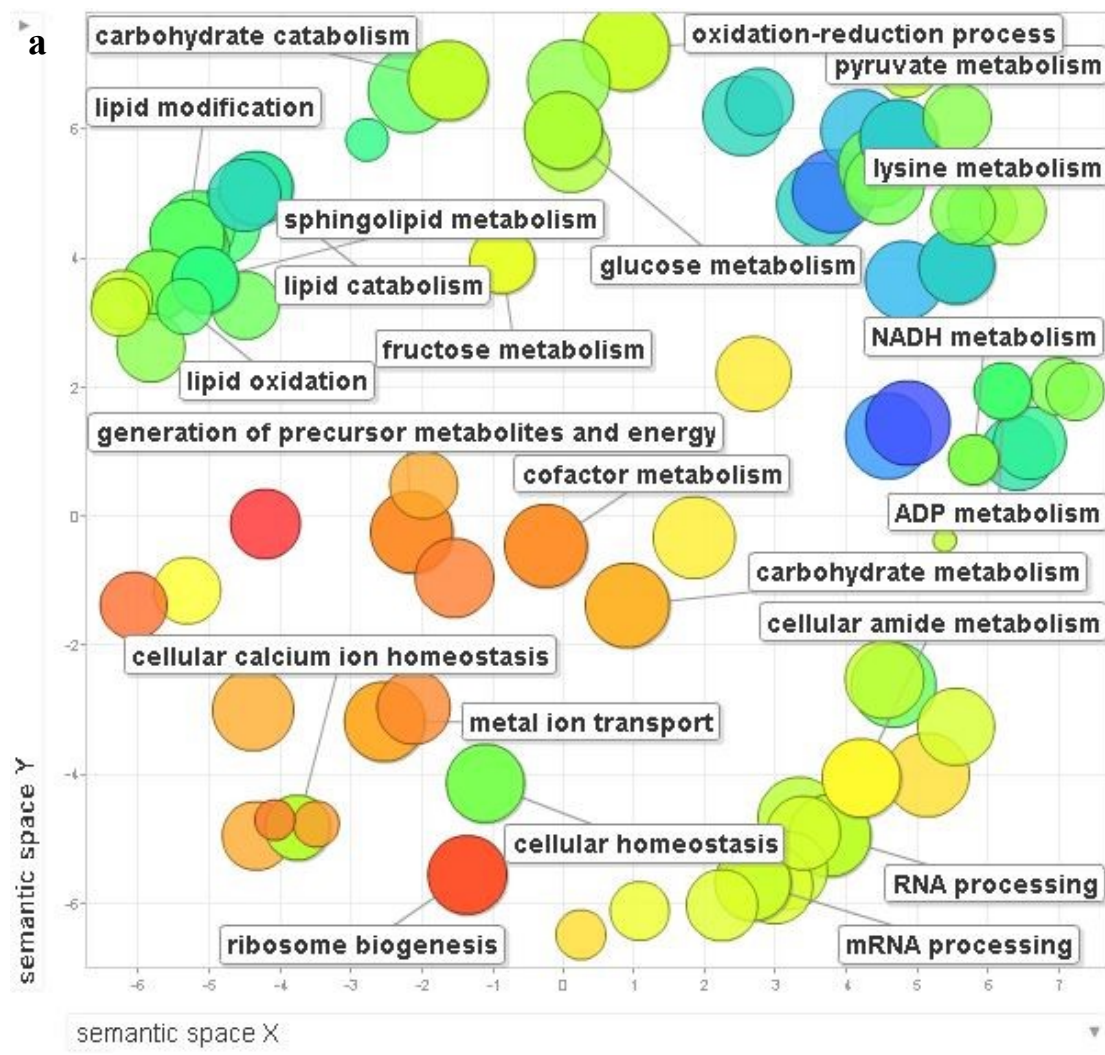 a
carbohydrate catabolism
oxidation-reduction process
pyruvate metabolism
lipid modification
6
lysine metabolism
sphingolipid metabolism
4
glucose metabolism
lipid catabolism
NADH metabolism
fructose metabolism
lipid oxidation
2
generation of precursor metabolites and energy
cofactor metabolism
ADP metabolism
0
carbohydrate metabolism
cellular amide metabolism
-2
cellular calcium ion homeostasis
metal ion transport
-4
cellular homeostasis
RNA processing
-6
ribosome biogenesis
mRNA processing
semantic space Y
-6 -5 -4 -3 -2 -1 0 1 2 3 4 5 6 7
semantic space X